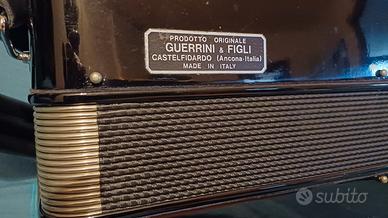 PRODOTTO ORIGINALE
GUERRINI & FIGLI
CASTELFIDARDO (Ancona-Italia)
MADE IN ITALY
subito